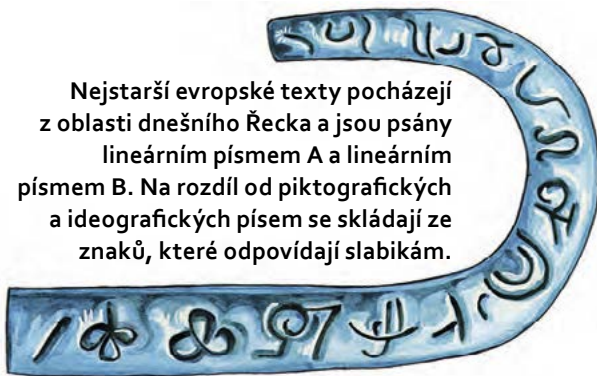 Nejstarší evropské texty pocházejí
z oblasti dnešního Řecka a jsou psány
lineárním písmem A a lineárním
písmem B. Na rozdíl od piktografických
a ideografických písem se skládají ze
znaků, které odpovídají slabikám.